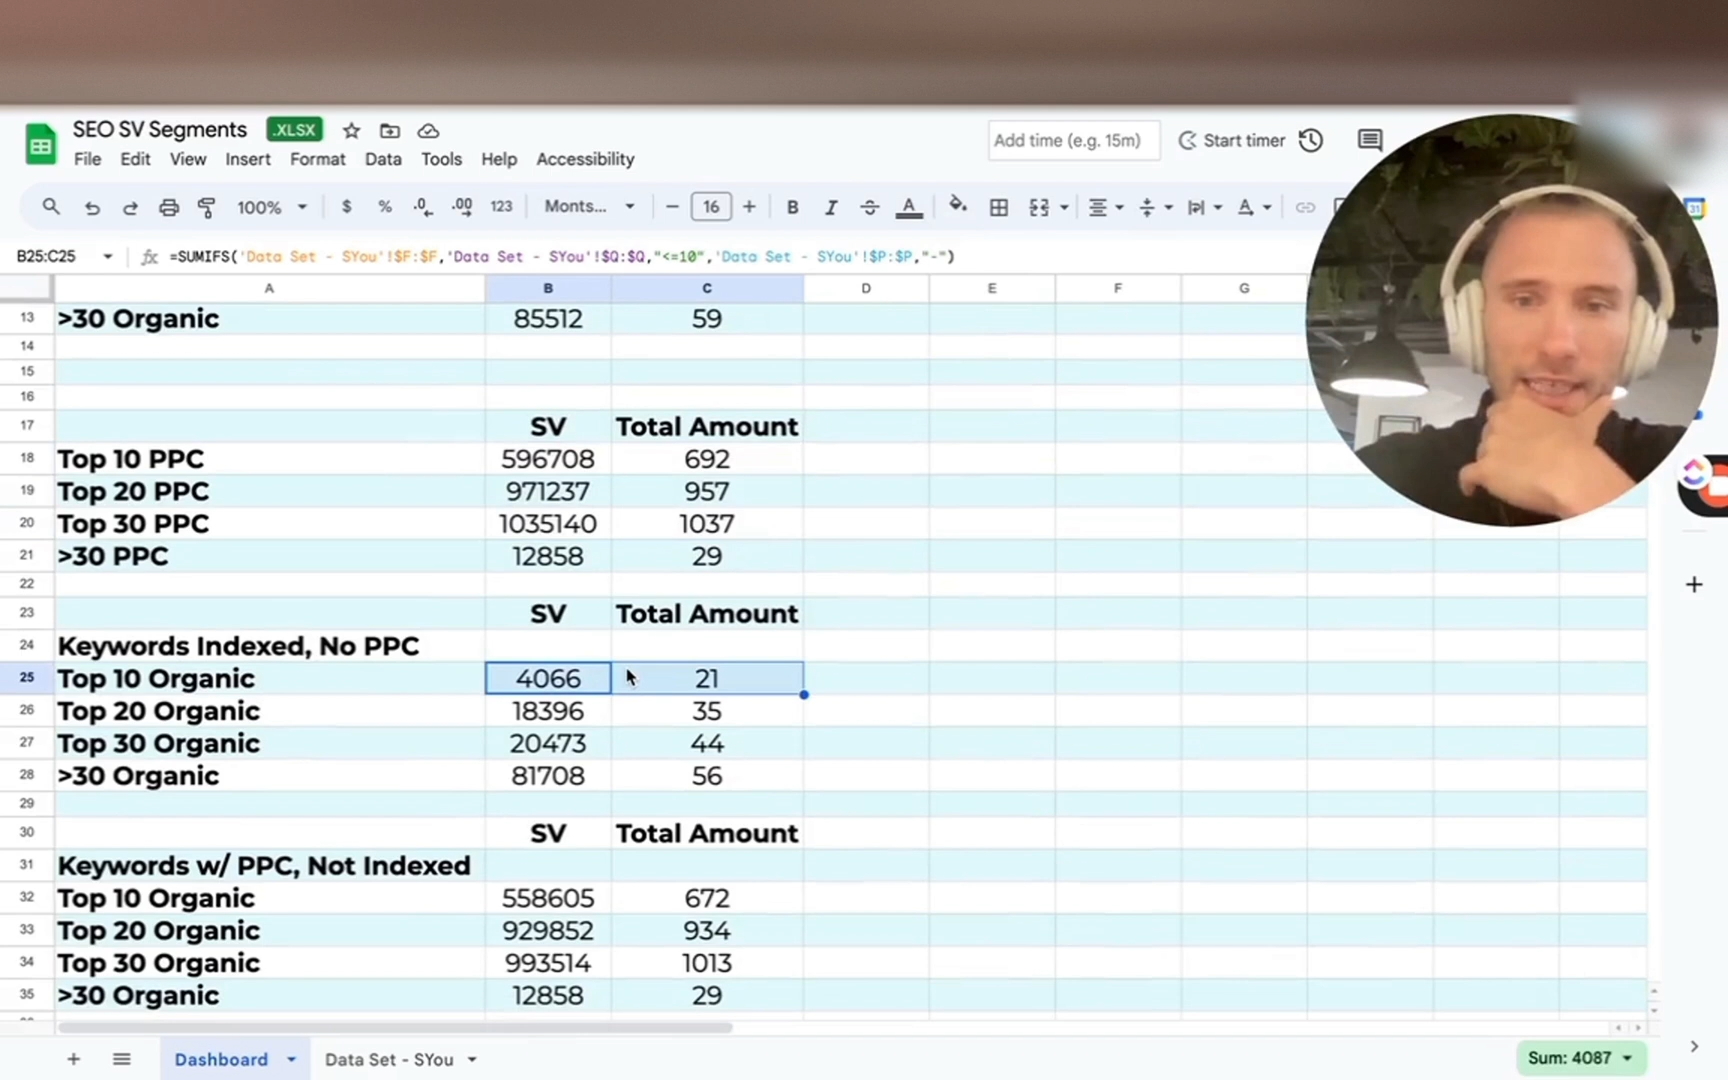 SEO SV Segments .XLSX
File Edit View Insert Format Data Tools Help Accessibility
Add time (e.g. 15m) Start timer
100% $ % .0 .00 123 Monts... 16 B I A
B25:C25 fx =SUMIFS('Data Set - SYou'!$F:$F,'Data Set - SYou'!$Q:$Q,"<=10",'Data Set - SYou'!$P:$P,"-")
A B C D E F G
13 >30 Organic 85512 59
14
15
16
17 SV Total Amount
18 Top 10 PPC 596708 692
19 Top 20 PPC 971237 957
20 Top 30 PPC 1035140 1037
21 >30 PPC 12858 29
22
23 SV Total Amount
24 Keywords Indexed, No PPC
25 Top 10 Organic 4066 21
26 Top 20 Organic 18396 35
27 Top 30 Organic 20473 44
28 >30 Organic 81708 56
29
30 SV Total Amount
31 Keywords w/ PPC, Not Indexed
32 Top 10 Organic 558605 672
33 Top 20 Organic 929852 934
34 Top 30 Organic 993514 1013
35 >30 Organic 12858 29
Dashboard Data Set - SYou Sum: 4087